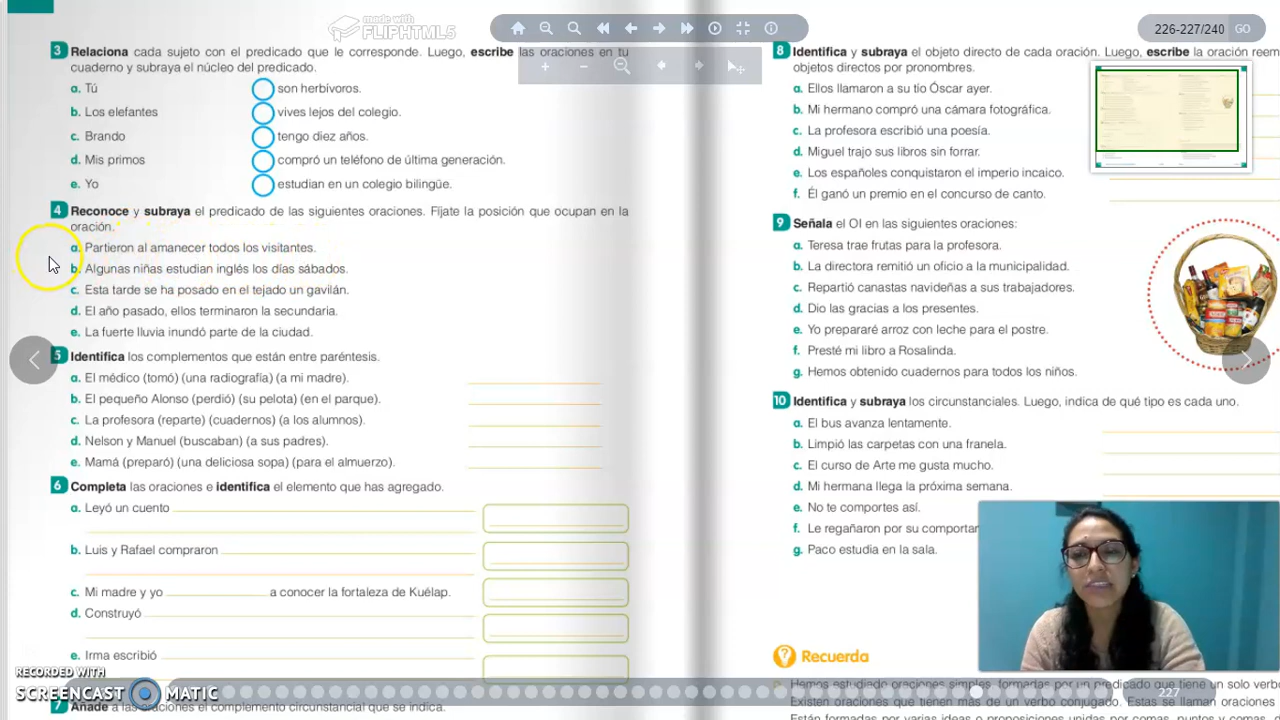 made with
FLIPHTML5
226-227/240 GO
3 Relaciona cada sujeto con el predicado que le corresponde. Luego, escribe las oraciones en tu
cuaderno y subraya el núcleo del predicado.
a. Tú son herbívoros.
b. Los elefantes vives lejos del colegio.
c. Brando tengo diez años.
d. Mis primos compró un teléfono de última generación.
e. Yo estudian en un colegio bilingüe.
4 Reconoce y subraya el predicado de las siguientes oraciones. Fíjate la posición que ocupan en la
oración.
a. Partieron al amanecer todos los visitantes.
b. Algunas niñas estudian inglés los días sábados.
c. Esta tarde se ha posado en el tejado un gavilán.
d. El año pasado, ellos terminaron la secundaria.
e. La fuerte lluvia inundó parte de la ciudad.
5 Identifica los complementos que están entre paréntesis.
a. El médico (tomó) (una radiografía) (a mi madre).
b. El pequeño Alonso (perdió) (su pelota) (en el parque).
c. La profesora (reparte) (cuadernos) (a los alumnos).
d. Nelson y Manuel (buscaban) (a sus padres).
e. Mamá (preparó) (una deliciosa sopa) (para el almuerzo).
6 Completa las oraciones e identifica el elemento que has agregado.
a. Leyó un cuento
b. Luis y Rafael compraron
c. Mi madre y yo a conocer la fortaleza de Kuélap.
d. Construyó
e. Irma escribió
7 Añade a las oraciones el complemento circunstancial que se indica.
8 Identifica y subraya el objeto directo de cada oración. Luego, escribe la oración reem
objetos directos por pronombres.
a. Ellos llamaron a su tío Óscar ayer.
b. Mi hermano compró una cámara fotográfica.
c. La profesora escribió una poesía.
d. Miguel trajo sus libros sin forrar.
e. Los españoles conquistaron el imperio incaico.
f. Él ganó un premio en el concurso de canto.
9 Señala el OI en las siguientes oraciones:
a. Teresa trae frutas para la profesora.
b. La directora remitió un oficio a la municipalidad.
c. Repartió canastas navideñas a sus trabajadores.
d. Dio las gracias a los presentes.
e. Yo prepararé arroz con leche para el postre.
f. Presté mi libro a Rosalinda.
g. Hemos obtenido cuadernos para todos los niños.
10 Identifica y subraya los circunstanciales. Luego, indica de qué tipo es cada uno.
a. El bus avanza lentamente.
b. Limpió las carpetas con una franela.
c. El curso de Arte me gusta mucho.
d. Mi hermana llega la próxima semana.
e. No te comportes así.
f. Le regañaron por su comportar
g. Paco estudia en la sala.
? Recuerda
Hemos estudiado oraciones simples, formadas por un predicado que tiene un solo verbo
Existen oraciones que tienen más de un verbo conjugado. Estas se llaman oraciones
Están formadas por varias ideas o proposiciones unidas por comas, puntos y comas
RECORDED WITH
SCREENCAST MATIC
227